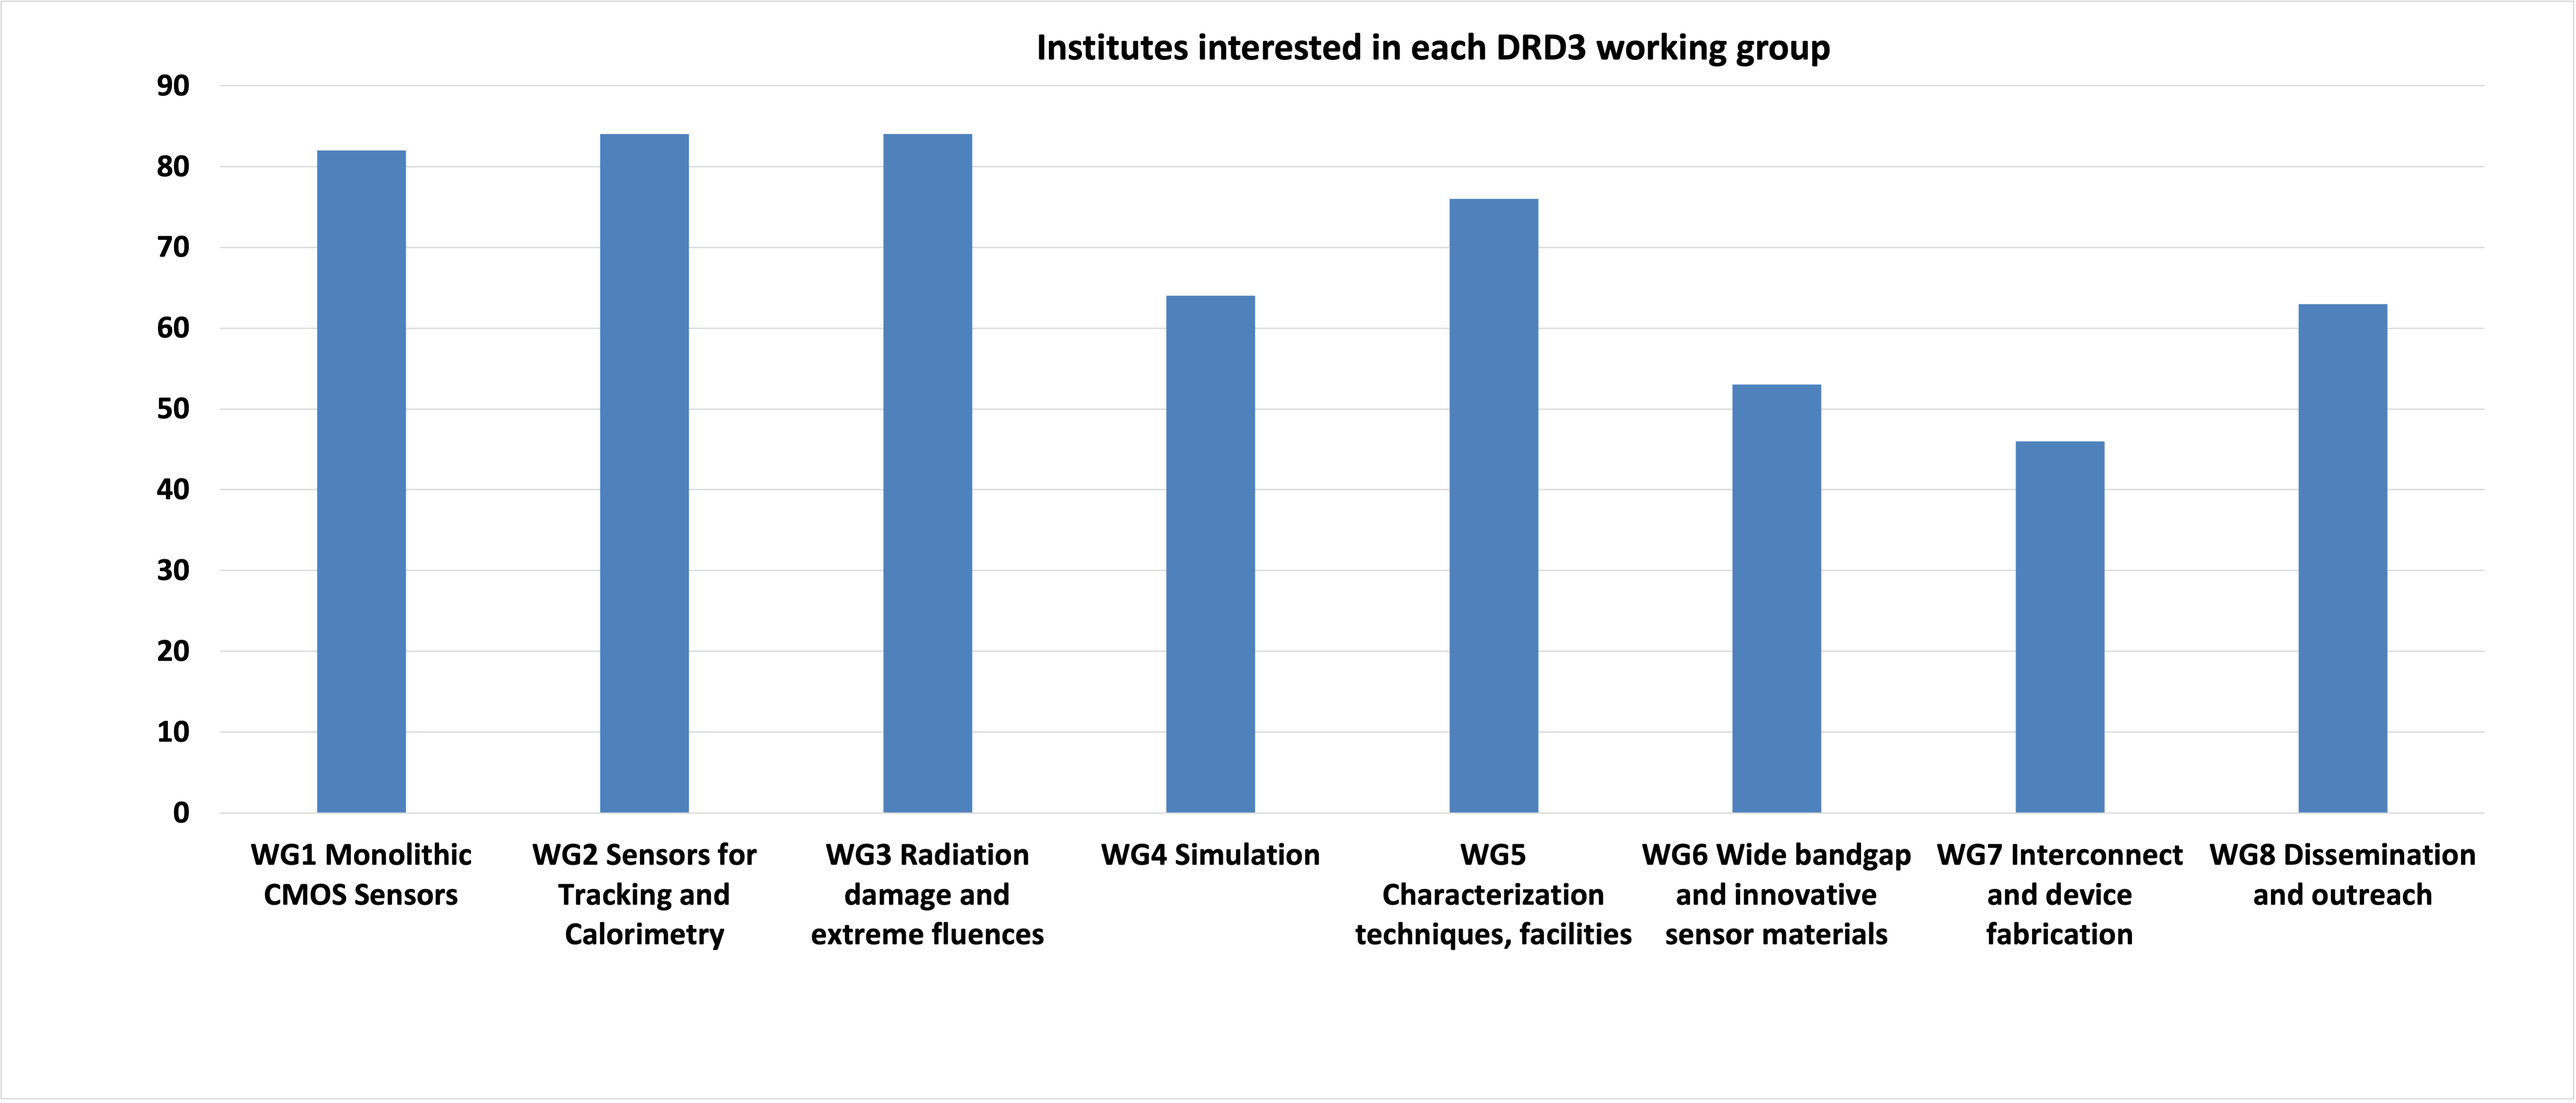 Institutes interested in each DRD3 working group
90
80
70
60
50
40
30
20
10
0
WG1 Monolithic
CMOS Sensors
WG2 Sensors for
Tracking and
Calorimetry
WG3 Radiation
damage and
extreme fluences
WG4 Simulation
WG5
Characterization
techniques, facilities
WG6 Wide bandgap
and innovative
sensor materials
WG7 Interconnect
and device
fabrication
WG8 Dissemination
and outreach